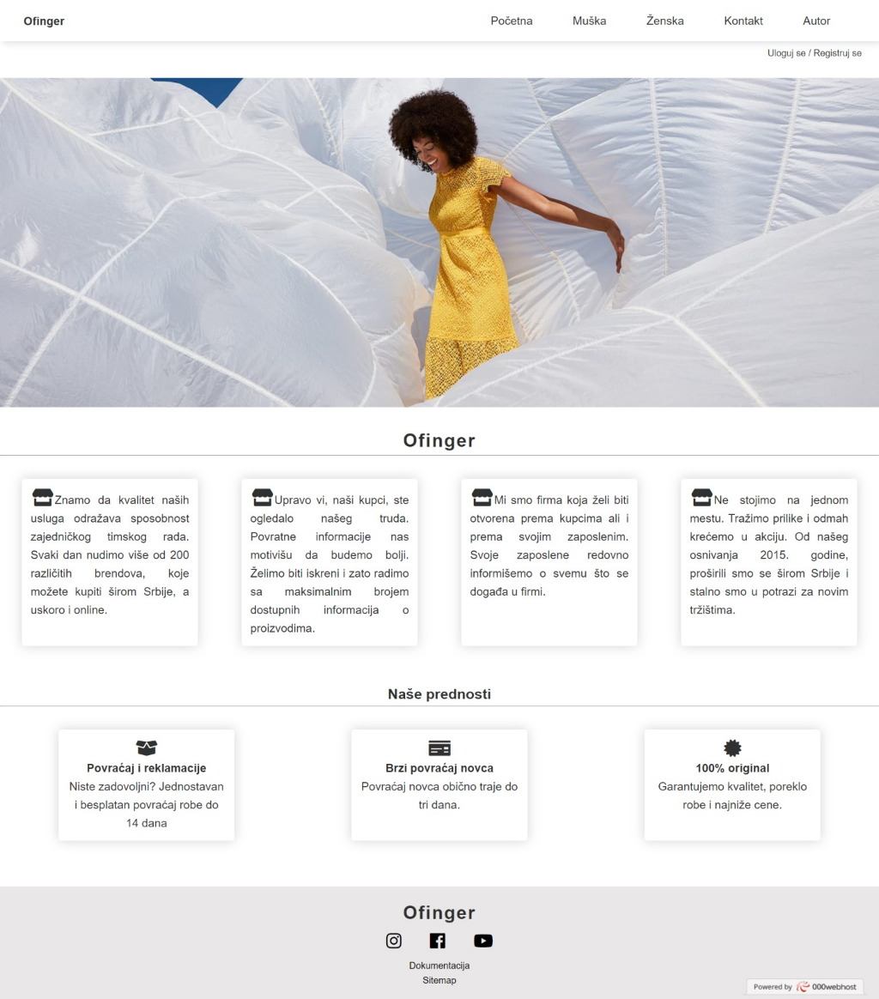 Ofinger
Početna
Muška
Ženska
Kontakt
Autor
Uloguj se / Registruj se
Ofinger
Znamo da kvalitet naših
usluga odražava sposobnost
zajedničkog timskog rada.
Svaki dan nudimo više od 200
različitih brendova, koje
možete kupiti širom Srbije, a
uskoro i online.
Upravo vi, naši kupci, ste
ogledalo našeg truda.
Povratne informacije nas
motivišu da budemo bolji.
Želimo biti iskreni i zato radimo
sa maksimalnim brojem
dostupnih informacija o
proizvodima.
Mi smo firma koja želi biti
otvorena prema kupcima ali i
prema svojim zaposlenim.
Svoje zaposlene redovno
informišemo o svemu što se
događa u firmi.
Ne stojimo na jednom
mestu. Tražimo prilike i odmah
krećemo u akciju. Od našeg
osnivanja 2015. godine,
proširili smo se širom Srbije i
stalno smo u potrazi za novim
tržištima.
Naše prednosti
Povraćaj i reklamacije
Niste zadovoljni? Jednostavan
i besplatan povraćaj robe do
14 dana
Brzi povraćaj novca
Povraćaj novca obično traje do
tri dana.
100% original
Garantujemo kvalitet, poreklo
robe i najniže cene.
Ofinger
Dokumentacija
Sitemap
Powered by 000webhost